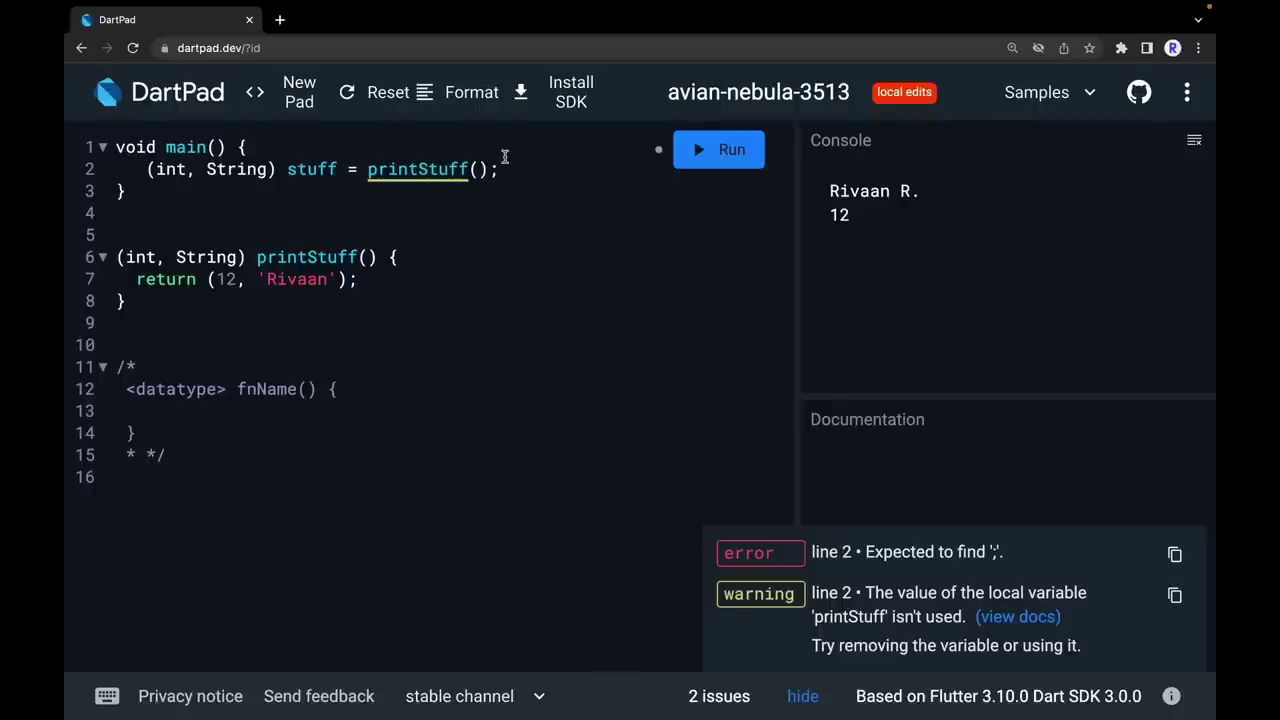 DartPad
dartpad.dev/?id
R
DartPad
<> New Pad
Reset
Format
Install SDK
avian-nebula-3513
local edits
Samples
1 void main() {
2    (int, String) stuff = printStuff();
3 }
4
5
6 (int, String) printStuff() {
7   return (12, 'Rivaan');
8 }
9
10
11 /*
12  <datatype> fnName() {
13
14  }
15  * */
16
Run
Console
Rivaan R.
12
Documentation
error line 2 • Expected to find ';'.
warning line 2 • The value of the local variable
'printStuff' isn't used. (view docs)
Try removing the variable or using it.
Privacy notice
Send feedback
stable channel
2 issues
hide
Based on Flutter 3.10.0 Dart SDK 3.0.0